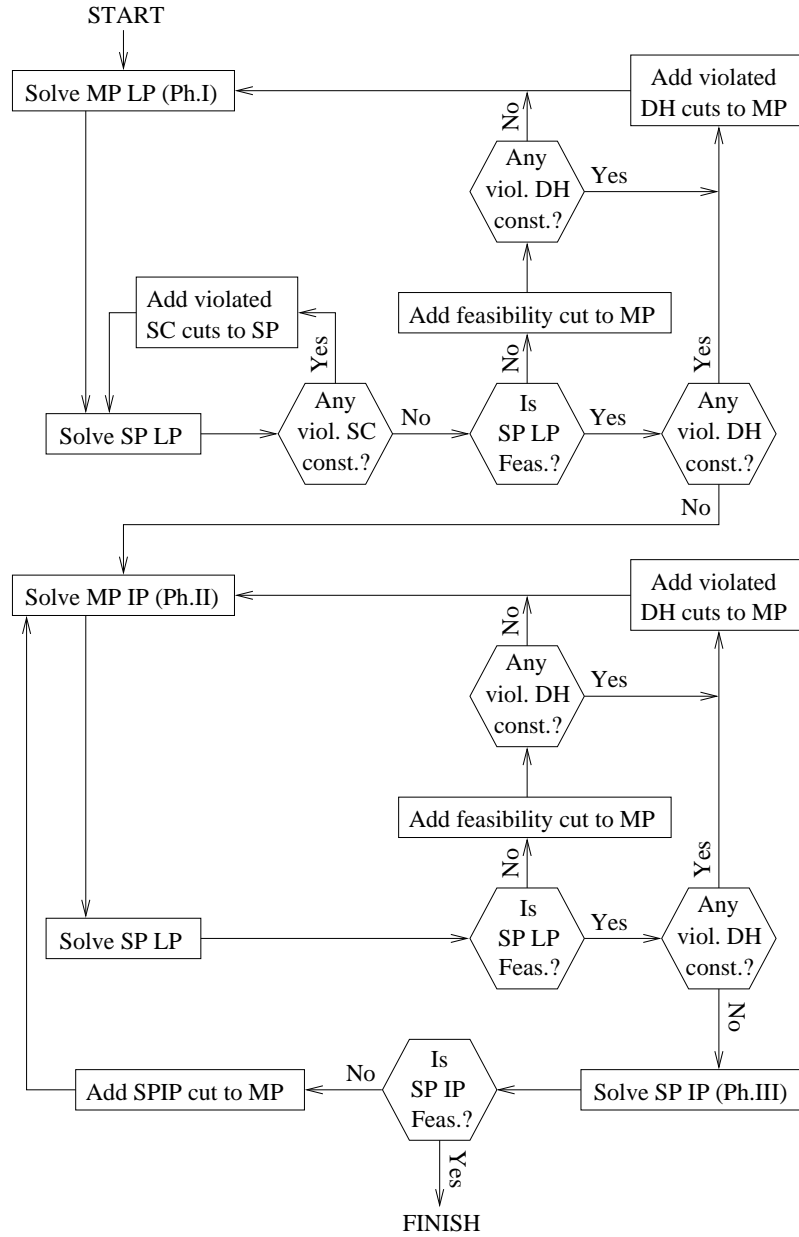 START
Solve MP LP (Ph.I)
Add violated
DH cuts to MP
No
Any
viol. DH
const.?
Yes
Add violated
SC cuts to SP
Add feasibility cut to MP
Yes
No
Yes
Solve SP LP
Any
viol. SC
const.?
No
Is
SP LP
Feas.?
Yes
Any
viol. DH
const.?
No
Solve MP IP (Ph.II)
Add violated
DH cuts to MP
No
Any
viol. DH
const.?
Yes
Add feasibility cut to MP
No
Yes
Solve SP LP
Is
SP LP
Feas.?
Yes
Any
viol. DH
const.?
No
Add SPIP cut to MP
No
Is
SP IP
Feas.?
Solve SP IP (Ph.III)
Yes
FINISH